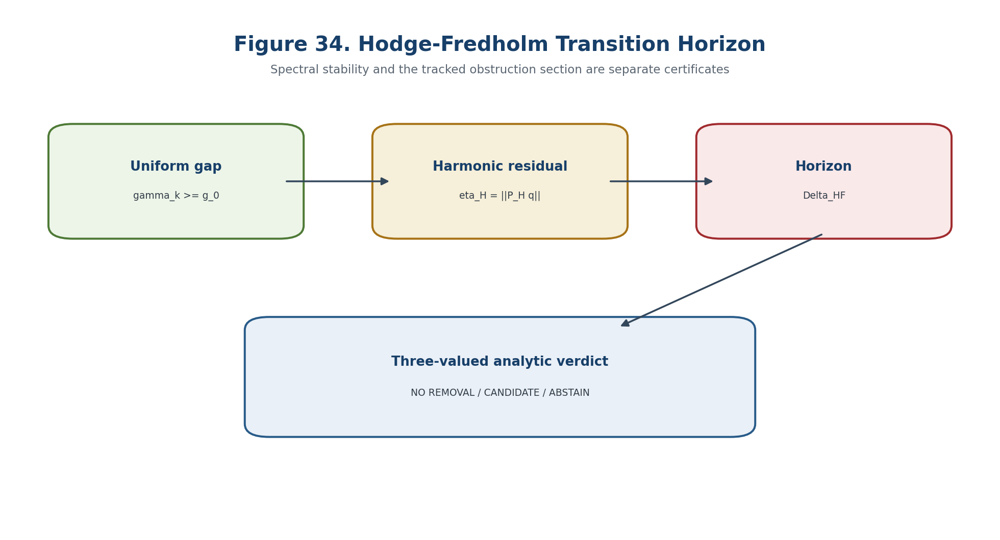 Figure 34. Hodge-Fredholm Transition Horizon
Spectral stability and the tracked obstruction section are separate certificates
Uniform gap
gamma_k >= g_0
Harmonic residual
eta_H = ||P_H q||
Horizon
Delta_HF
Three-valued analytic verdict
NO REMOVAL / CANDIDATE / ABSTAIN